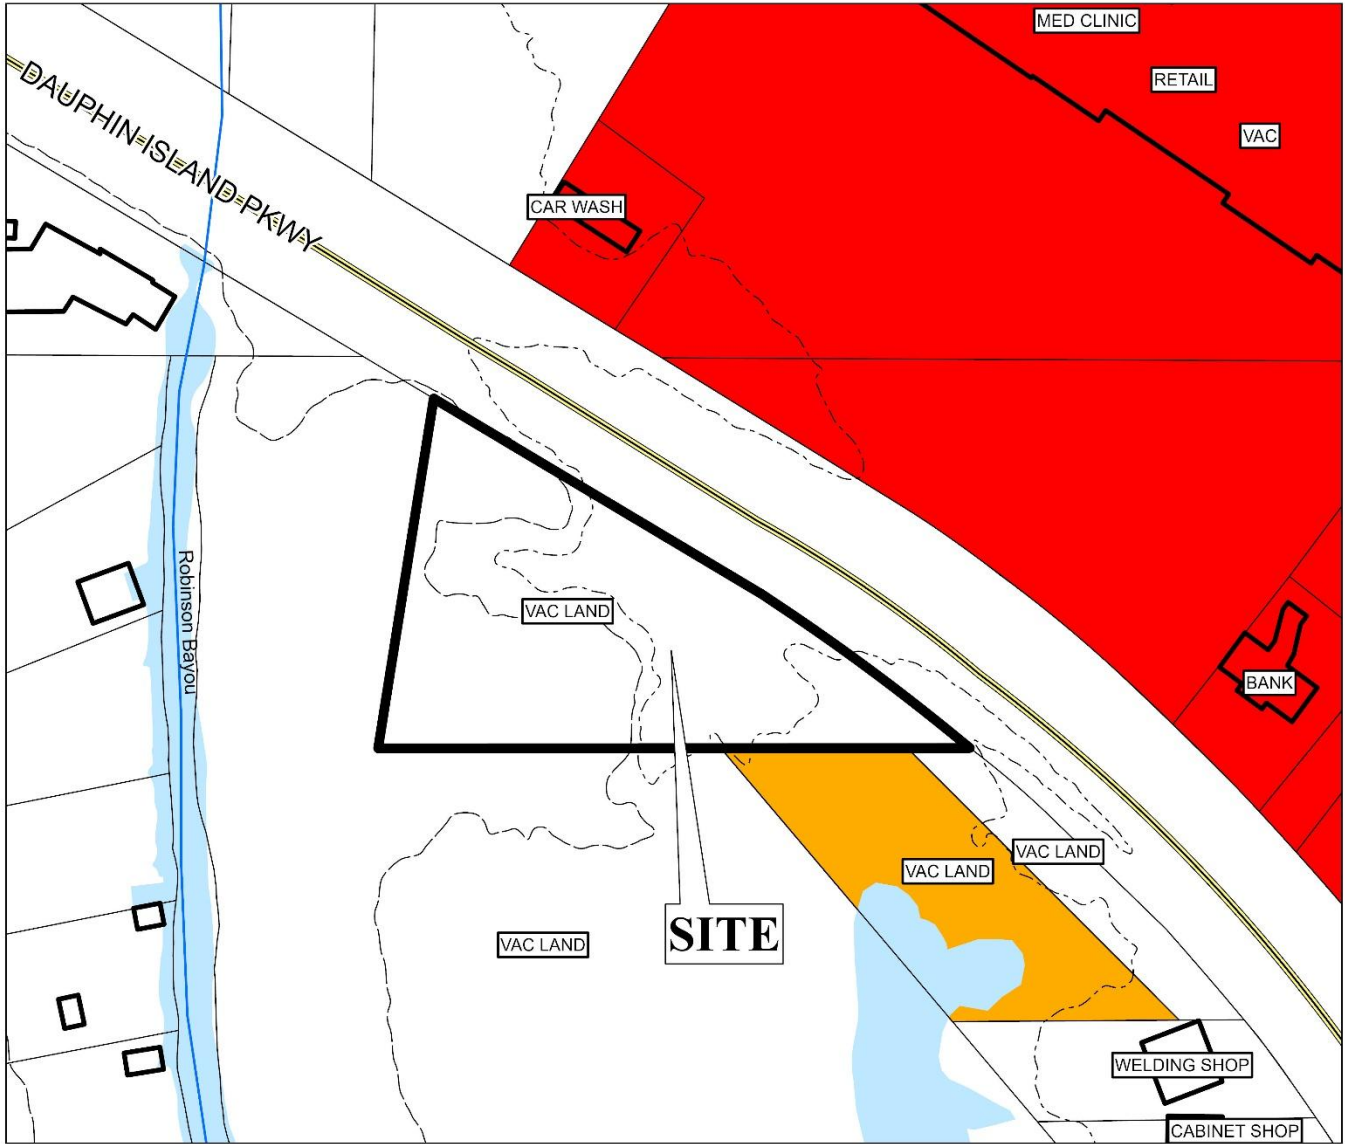 MED CLINIC
RETAIL
VAC
DAUPHIN ISLAND PKWY
CAR WASH
Robinson Bayou
VAC LAND
BANK
VAC LAND
VAC LAND
SITE
VAC LAND
WELDING SHOP
CABINET SHOP